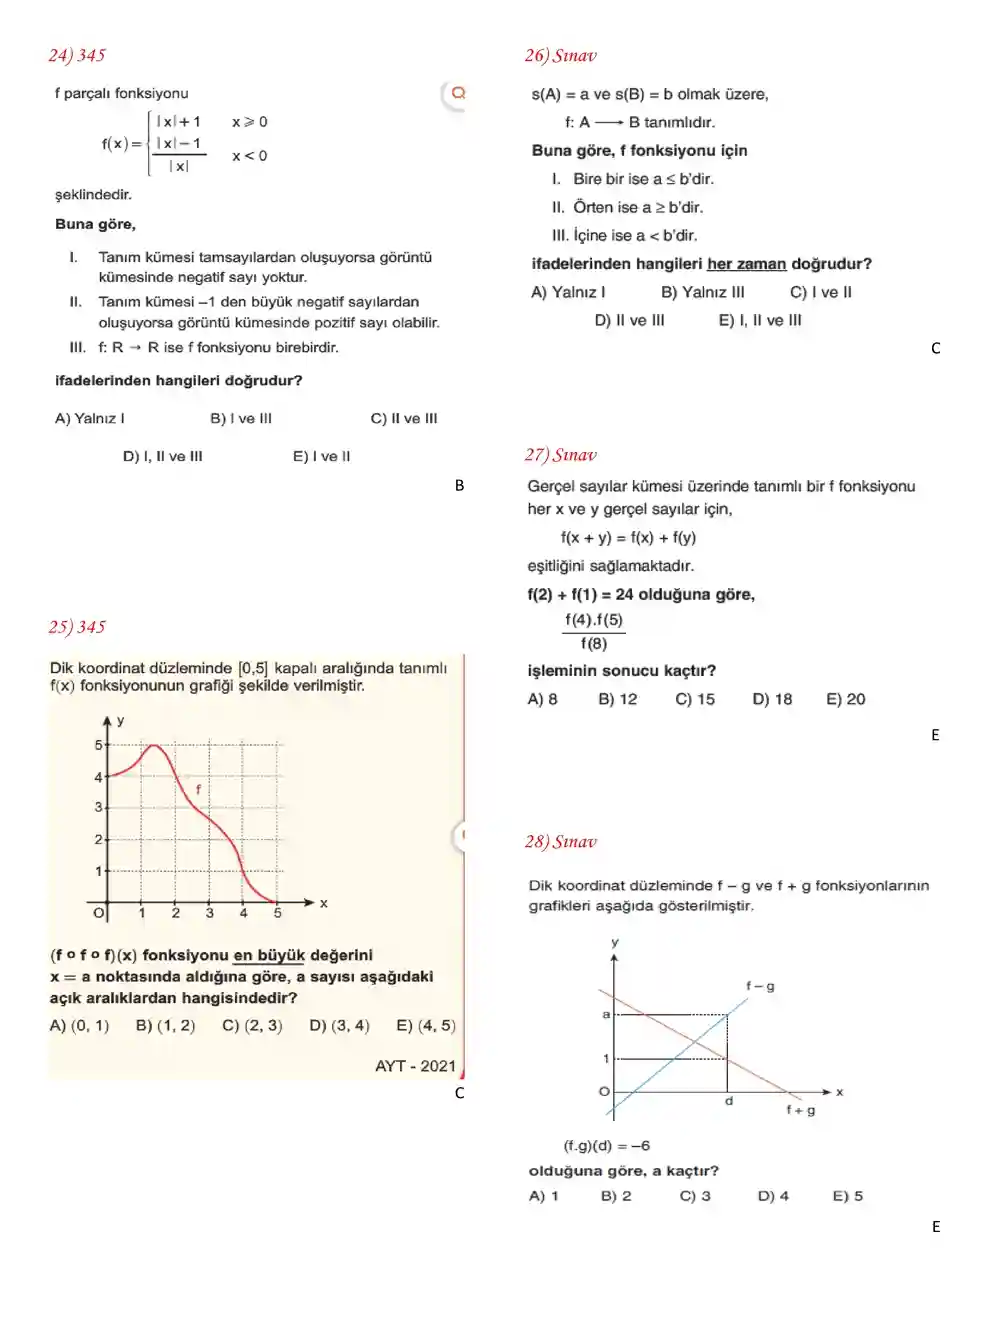 24) 345
f parçalı fonksiyonu
f(x) = { |x| + 1    x ⩾ 0
|x| − 1 / |x|    x < 0
şeklindedir.
Buna göre,
I. Tanım kümesi tamsayılardan oluşuyorsa görüntü
kümesinde negatif sayı yoktur.
II. Tanım kümesi –1 den büyük negatif sayılardan
oluşuyorsa görüntü kümesinde pozitif sayı olabilir.
III. f: R → R ise f fonksiyonu birebirdir.
ifadelerinden hangileri doğrudur?
A) Yalnız I    B) I ve III    C) II ve III
D) I, II ve III    E) I ve II
B
25) 345
Dik koordinat düzleminde [0,5] kapalı aralığında tanımlı
f(x) fonksiyonunun grafiği şekilde verilmiştir.
y
5
4
f
3
2
1
O 1 2 3 4 5 x
(f o f o f)(x) fonksiyonu en büyük değerini
x = a noktasında aldığına göre, a sayısı aşağıdaki
açık aralıklardan hangisindedir?
A) (0, 1)    B) (1, 2)    C) (2, 3)    D) (3, 4)    E) (4, 5)
AYT - 2021
C
26) Sınav
s(A) = a ve s(B) = b olmak üzere,
f: A → B tanımlıdır.
Buna göre, f fonksiyonu için
I. Bire bir ise a ≤ b'dir.
II. Örten ise a ≥ b'dir.
III. İçine ise a < b'dir.
ifadelerinden hangileri her zaman doğrudur?
A) Yalnız I    B) Yalnız III    C) I ve II
D) II ve III    E) I, II ve III
C
27) Sınav
Gerçel sayılar kümesi üzerinde tanımlı bir f fonksiyonu
her x ve y gerçel sayılar için,
f(x + y) = f(x) + f(y)
eşitliğini sağlamaktadır.
f(2) + f(1) = 24 olduğuna göre,
f(4).f(5)
f(8)
işleminin sonucu kaçtır?
A) 8    B) 12    C) 15    D) 18    E) 20
E
28) Sınav
Dik koordinat düzleminde f – g ve f + g fonksiyonlarının
grafikleri aşağıda gösterilmiştir.
y
f – g
a
1
O d x
f + g
(f.g)(d) = –6
olduğuna göre, a kaçtır?
A) 1    B) 2    C) 3    D) 4    E) 5
E